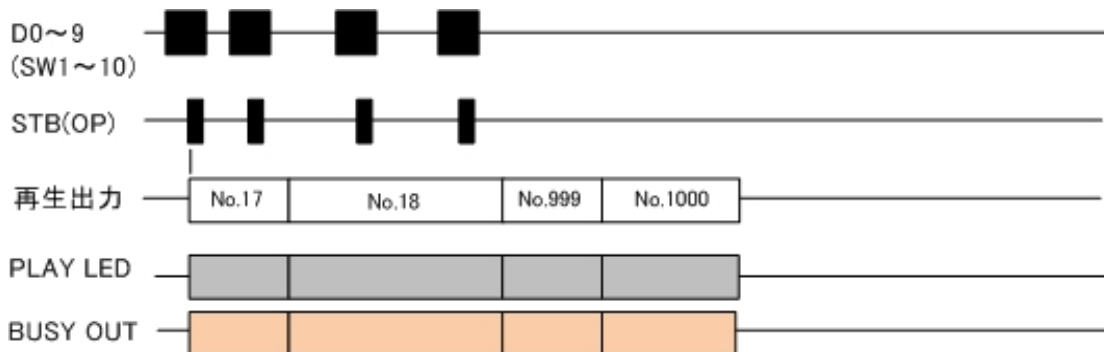 D0～9
(SW1～10)
STB(OP)
再生出力
No.17 No.18 No.999 No.1000
PLAY LED
BUSY OUT